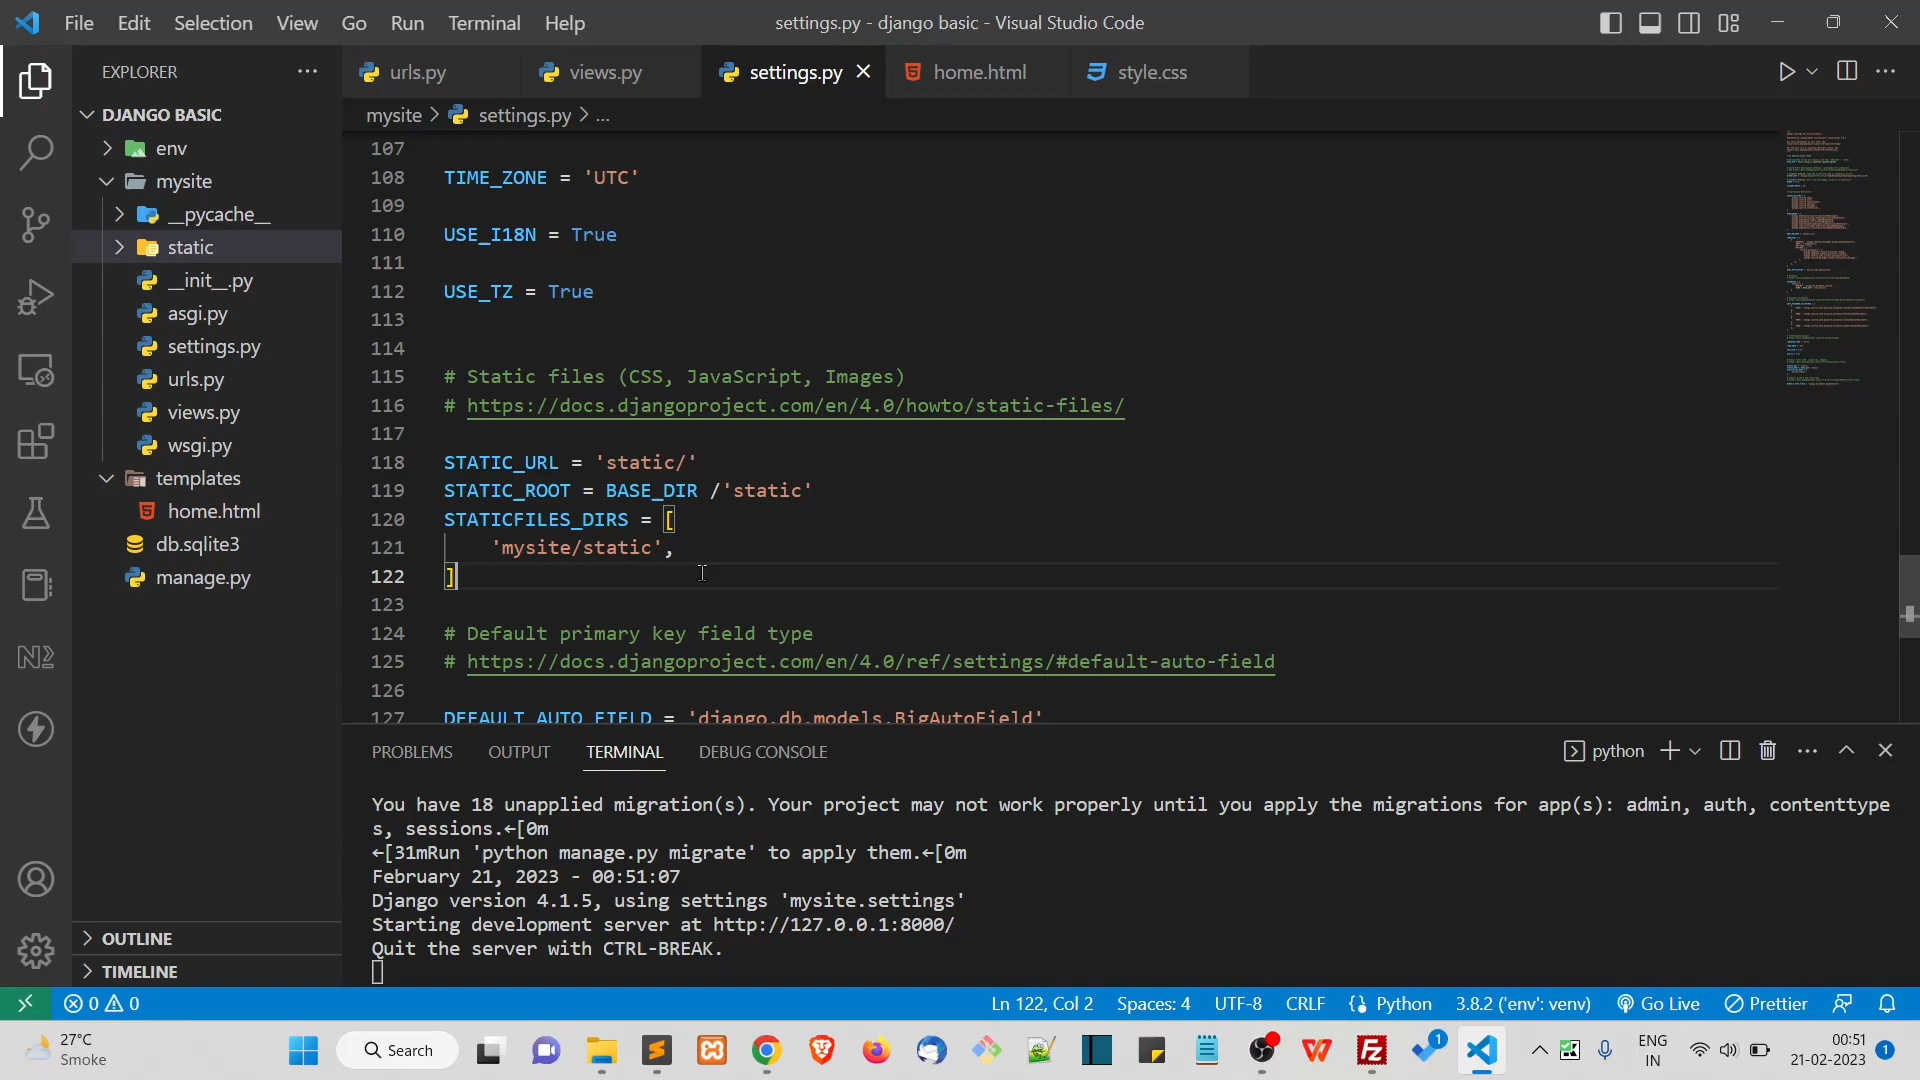 File Edit Selection View Go Run Terminal Help
settings.py - django basic - Visual Studio Code
EXPLORER
DJANGO BASIC
env
mysite
__pycache__
static
__init__.py
asgi.py
settings.py
urls.py
views.py
wsgi.py
templates
home.html
db.sqlite3
manage.py
OUTLINE
TIMELINE
urls.py views.py settings.py home.html style.css
mysite > settings.py > ...
107
108 TIME_ZONE = 'UTC'
109
110 USE_I18N = True
111
112 USE_TZ = True
113
114
115 # Static files (CSS, JavaScript, Images)
116 # https://docs.djangoproject.com/en/4.0/howto/static-files/
117
118 STATIC_URL = 'static/'
119 STATIC_ROOT = BASE_DIR /'static'
120 STATICFILES_DIRS = [
121 'mysite/static',
122 ]
123
124 # Default primary key field type
125 # https://docs.djangoproject.com/en/4.0/ref/settings/#default-auto-field
126
127 DEFAULT_AUTO_FIELD = 'django.db.models.BigAutoField'
PROBLEMS OUTPUT TERMINAL DEBUG CONSOLE
python
You have 18 unapplied migration(s). Your project may not work properly until you apply the migrations for app(s): admin, auth, contenttype
s, sessions.←[0m
←[31mRun 'python manage.py migrate' to apply them.←[0m
February 21, 2023 - 00:51:07
Django version 4.1.5, using settings 'mysite.settings'
Starting development server at http://127.0.0.1:8000/
Quit the server with CTRL-BREAK.
0 0
Ln 122, Col 2 Spaces: 4 UTF-8 CRLF Python 3.8.2 ('env': venv) Go Live Prettier
27°C
Smoke
Search
1
ENG
IN
00:51
21-02-2023
1